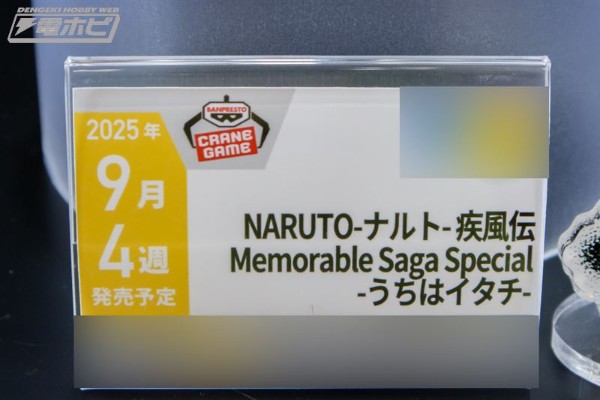 DENGEKI HOBBY WEB
電ホビ
BANPRESTO
CRANE
GAME
2025年
9月
4週
発売予定
NARUTO-ナルト- 疾風伝
Memorable Saga Special
-うちはイタチ-